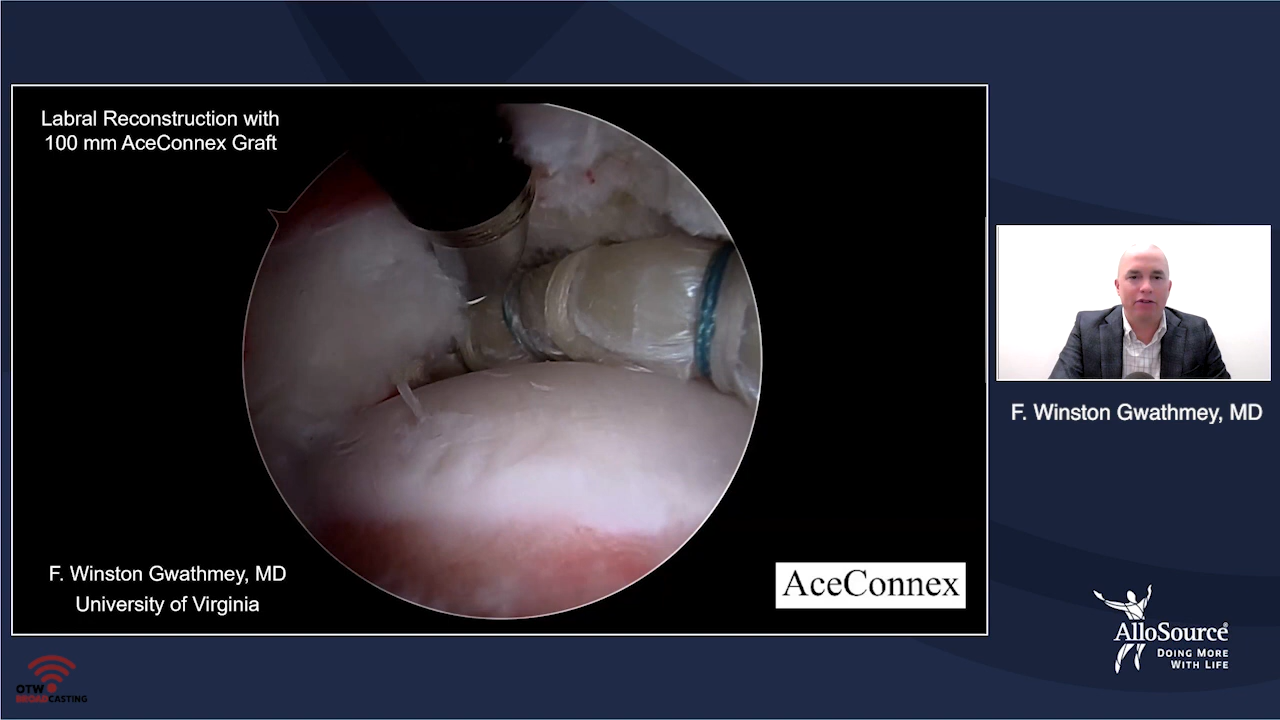 Labral Reconstruction with
100 mm AceConnex Graft
F. Winston Gwathmey, MD
University of Virginia
AceConnex
F. Winston Gwathmey, MD
AlloSource®
DOING MORE
WITH LIFE
OTW
BROADCASTING